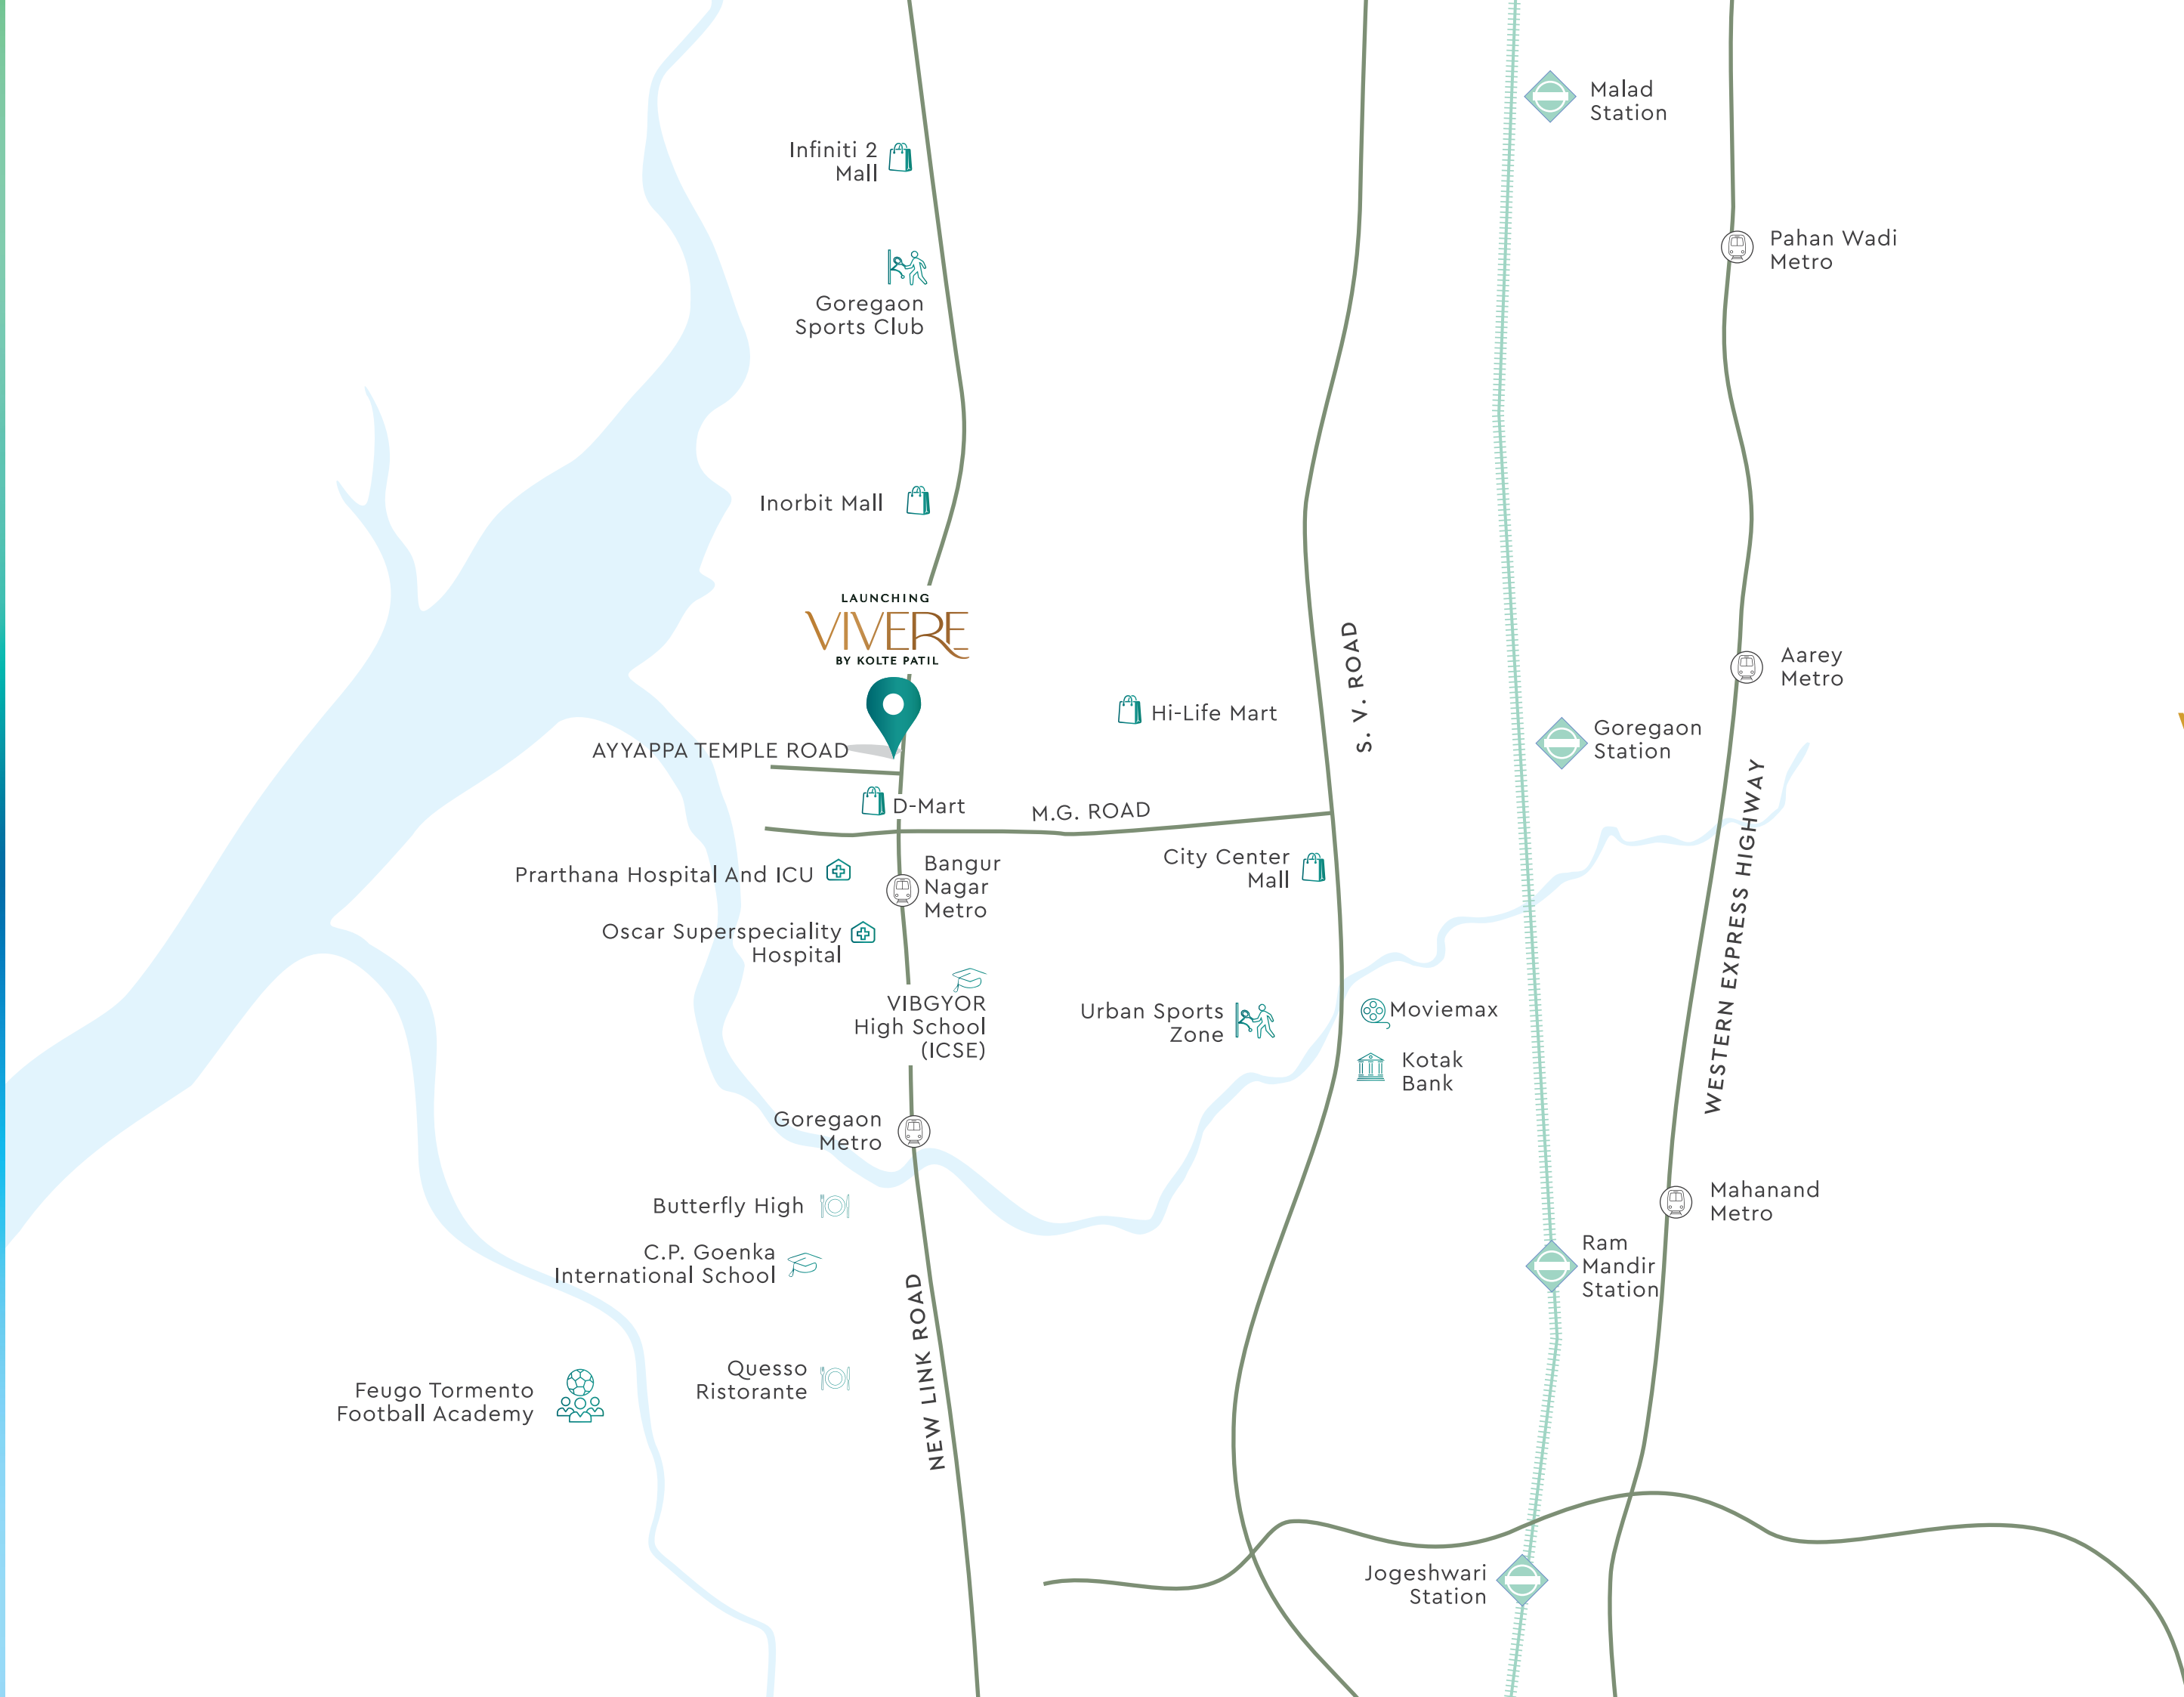 Malad
Station
Infiniti 2
Mall
Pahan Wadi
Metro
Goregaon
Sports Club
Inorbit Mall
LAUNCHING
VIVERE
BY KOLTE PATIL
S. V. ROAD
Aarey
Metro
Hi-Life Mart
Goregaon
Station
AYYAPPA TEMPLE ROAD
D-Mart
M.G. ROAD
WESTERN EXPRESS HIGHWAY
City Center
Mall
Prarthana Hospital And ICU
Bangur
Nagar
Metro
Oscar Superspeciality
Hospital
VIBGYOR
High School
(ICSE)
Urban Sports
Zone
Moviemax
Kotak
Bank
Goregaon
Metro
Butterfly High
Mahanand
Metro
C.P. Goenka
International School
Ram
Mandir
Station
NEW LINK ROAD
Quesso
Ristorante
Feugo Tormento
Football Academy
Jogeshwari
Station